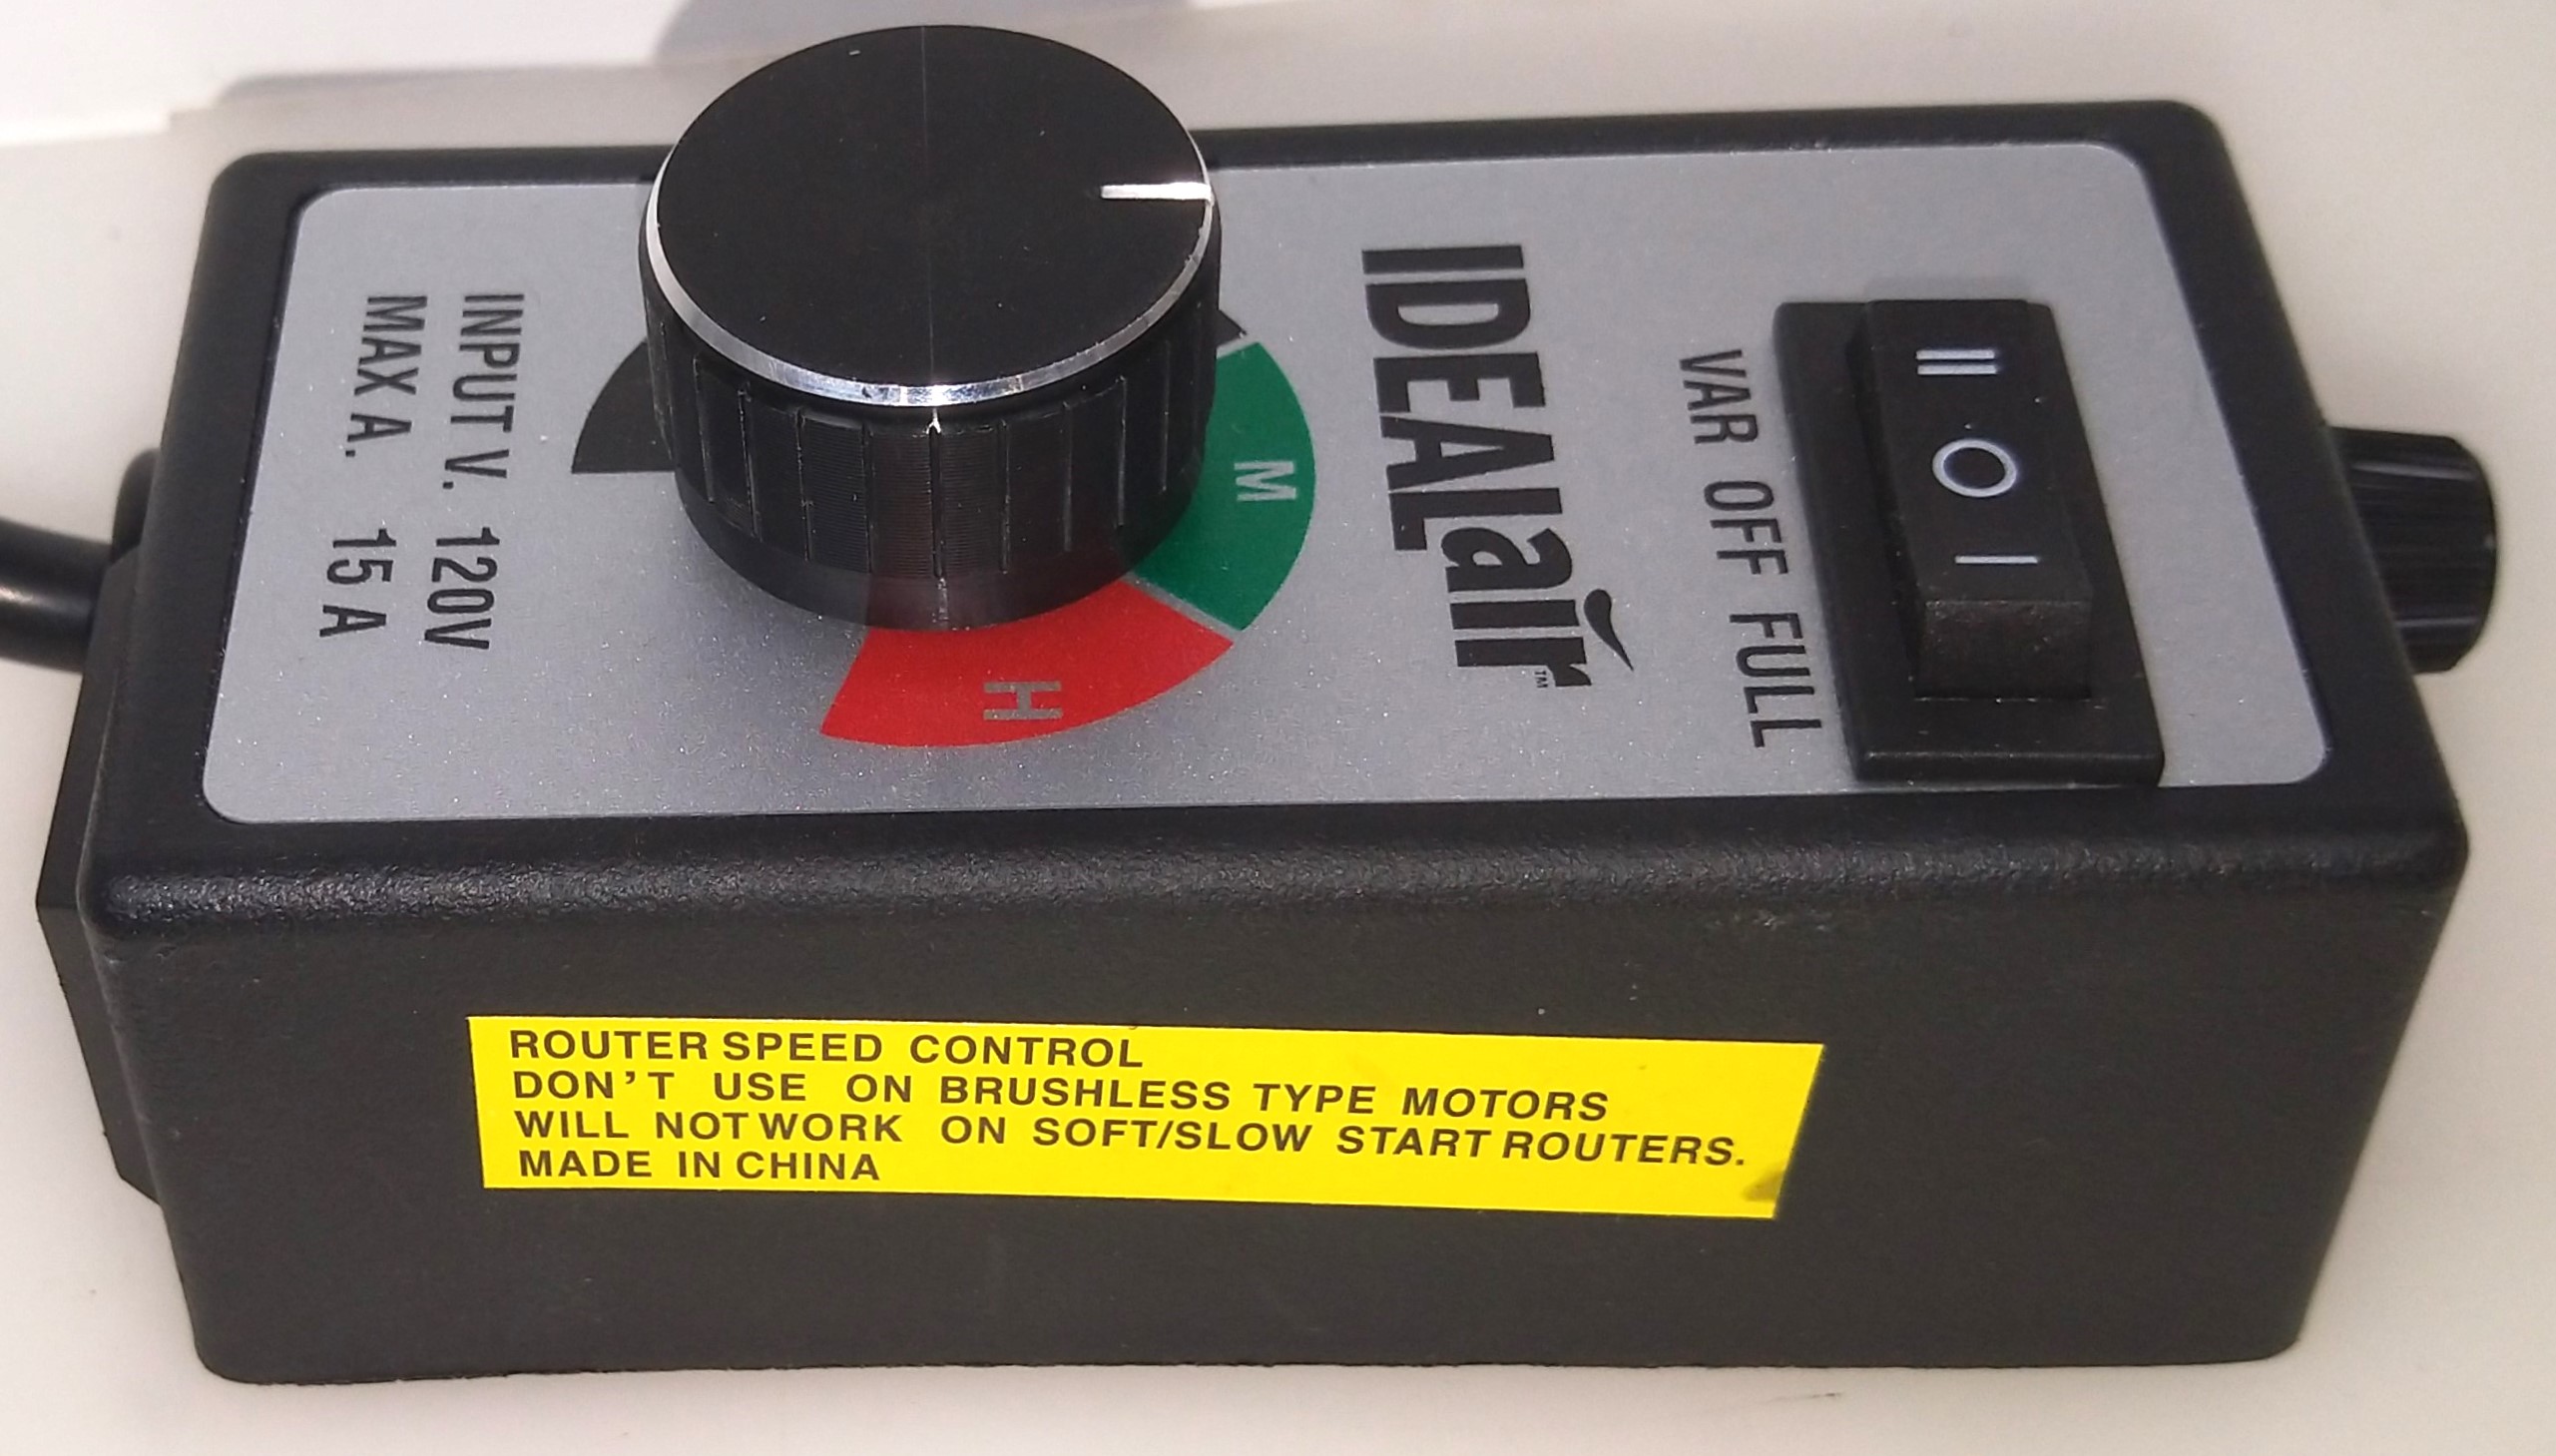 II O I
VAR OFF FULL
IDEALair™
M
H
INPUT V. 120V
MAX A. 15 A
ROUTER SPEED CONTROL
DON'T USE ON BRUSHLESS TYPE MOTORS
WILL NOT WORK ON SOFT/SLOW START ROUTERS.
MADE IN CHINA